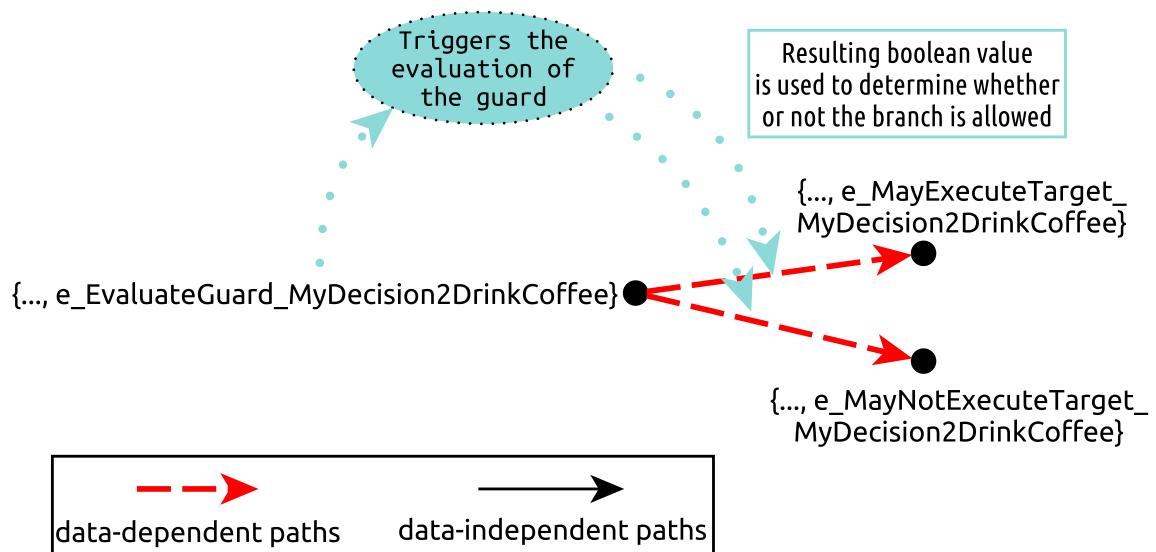 Triggers the
evaluation of
the guard
Resulting boolean value
is used to determine whether
or not the branch is allowed
{..., e_MayExecuteTarget_
MyDecision2DrinkCoffee}
{..., e_EvaluateGuard_MyDecision2DrinkCoffee}
{..., e_MayNotExecuteTarget_
MyDecision2DrinkCoffee}
data-dependent paths
data-independent paths